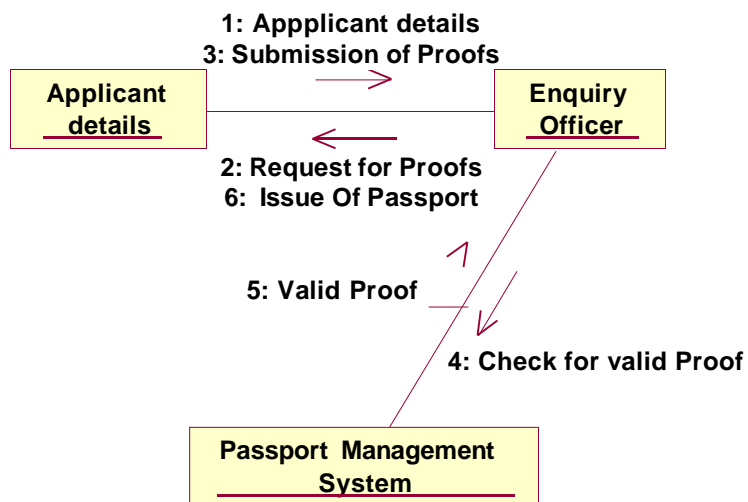 1: Appplicant details
3: Submission of Proofs
Applicant
details
Enquiry
Officer
2: Request for Proofs
6: Issue Of Passport
5: Valid Proof
4: Check for valid Proof
Passport Management
System